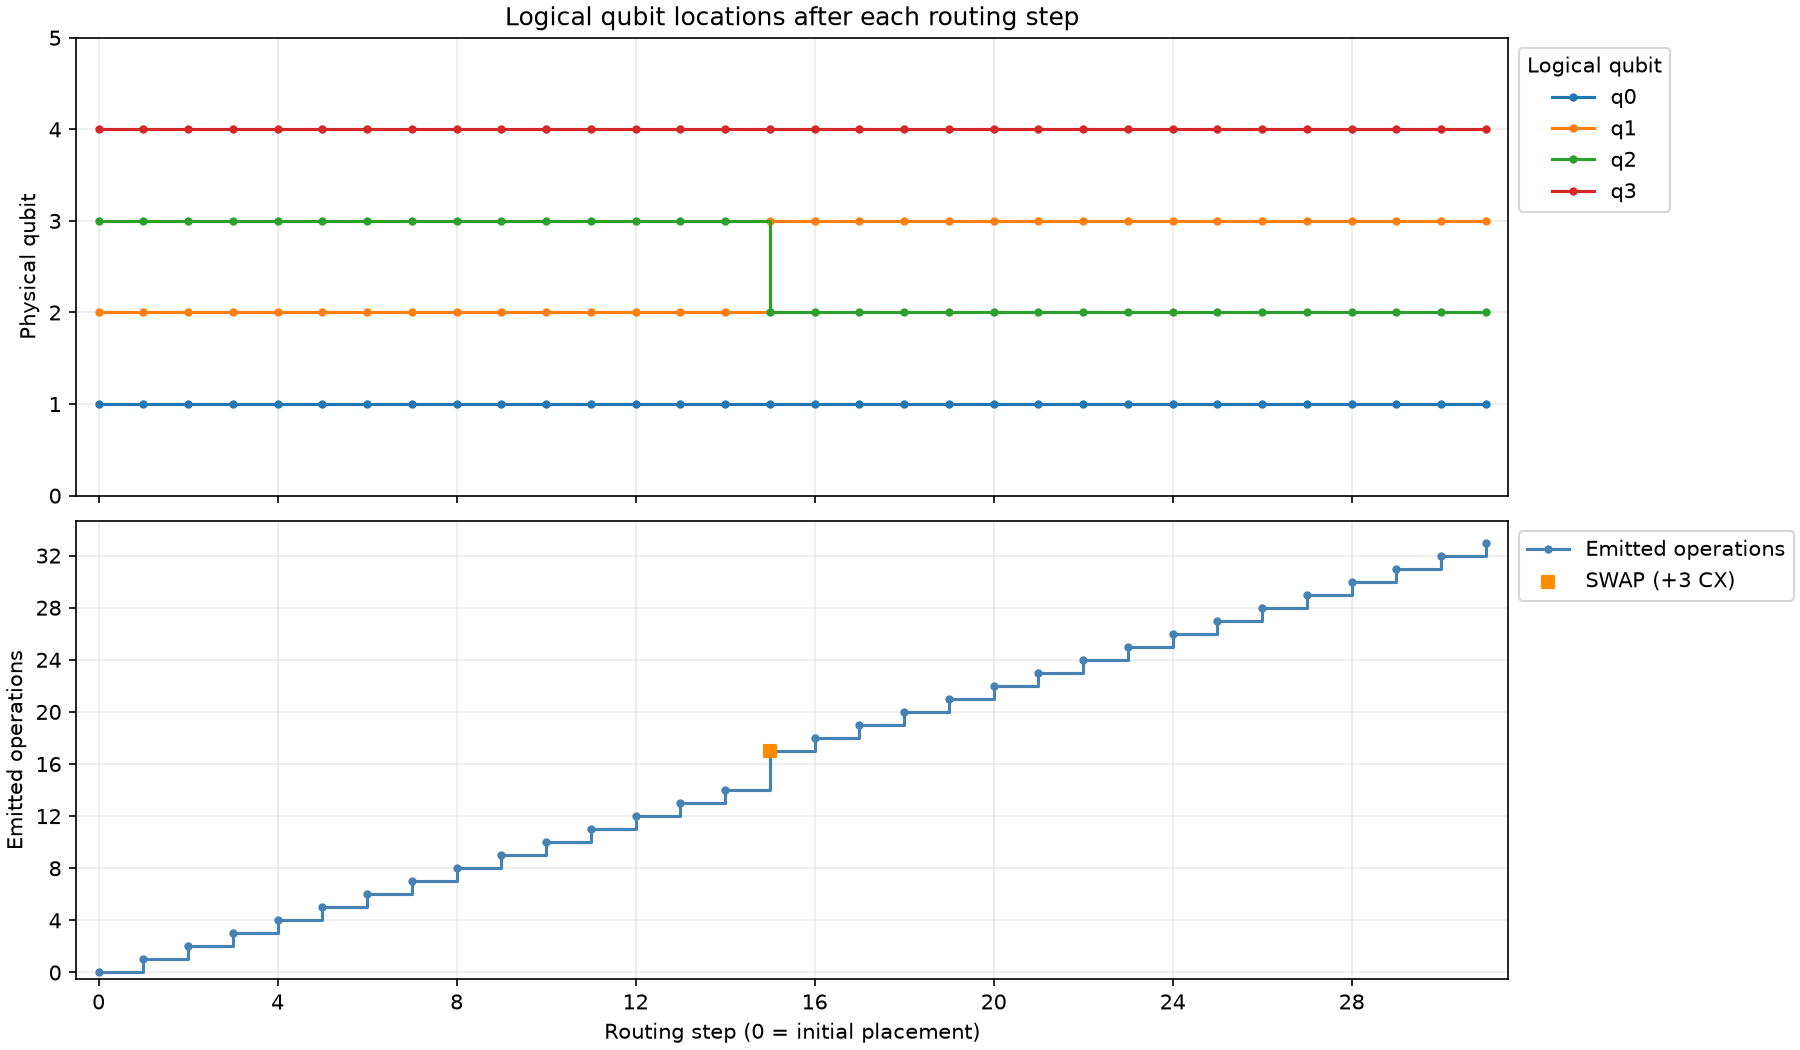 Logical qubit locations after each routing step
5
4
3
2
1
0
Physical qubit
Logical qubit
q0
q1
q2
q3
32
28
24
20
16
12
8
4
0
Emitted operations
Emitted operations
SWAP (+3 CX)
0 4 8 12 16 20 24 28
Routing step (0 = initial placement)